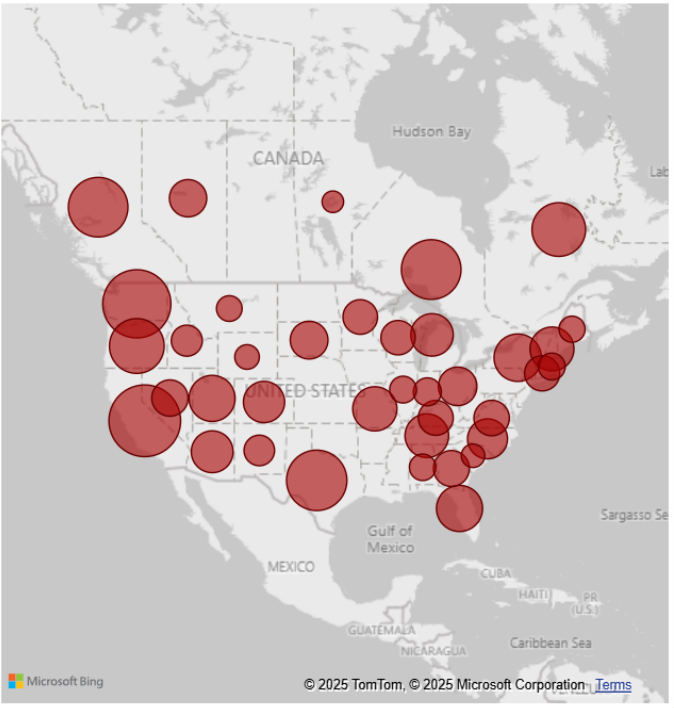 Hudson Bay
CANADA
Lab
UNITED STATES
Sargasso Se
Gulf of
Mexico
MEXICO
CUBA
HAITI
PR
(U.S.)
GUATEMALA
NICARAGUA
Caribbean Sea
Microsoft Bing
© 2025 TomTom, © 2025 Microsoft Corporation Terms